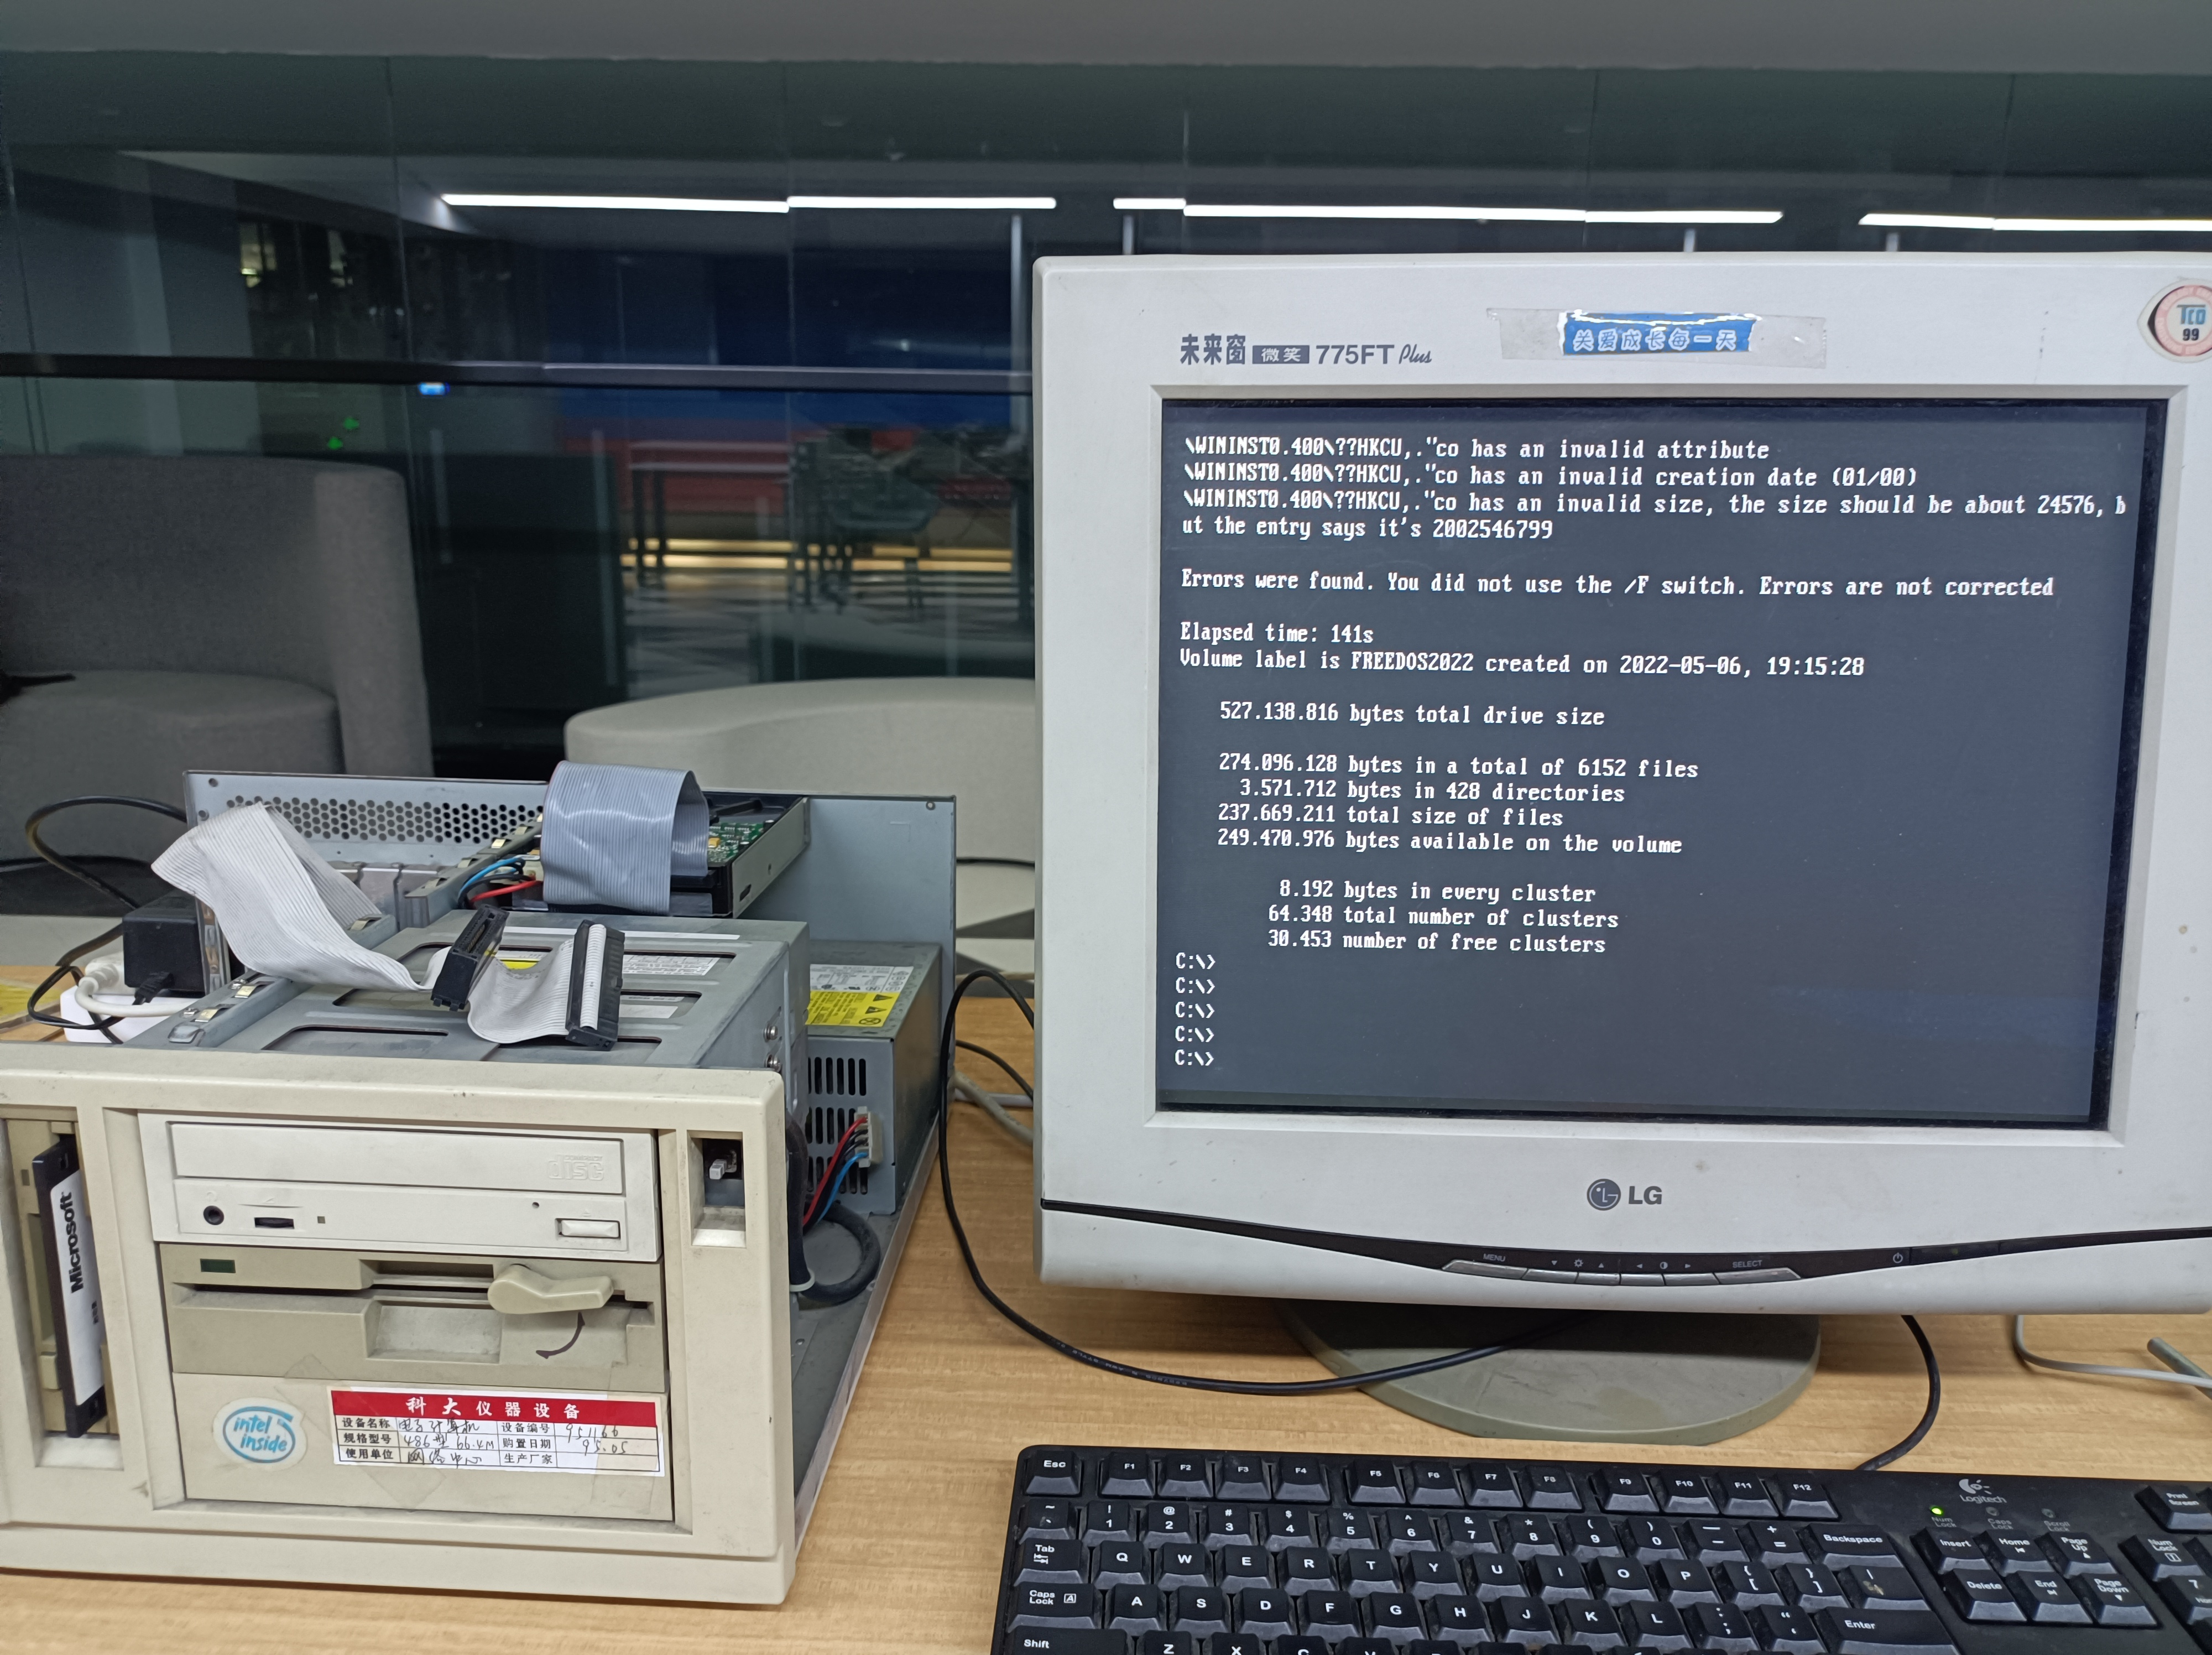 未来窗 微笑 775FT Plus
关爱成长每一天
TCO
99
\WININST0.400\??HKCU,."co has an invalid attribute
\WININST0.400\??HKCU,."co has an invalid creation date (01/00)
\WININST0.400\??HKCU,."co has an invalid size, the size should be about 24576, b
ut the entry says it's 2002546799
Errors were found. You did not use the /F switch. Errors are not corrected
Elapsed time: 141s
Volume label is FREEDOS2022 created on 2022-05-06, 19:15:28
527.138.816 bytes total drive size
274.096.128 bytes in a total of 6152 files
3.571.712 bytes in 428 directories
237.669.211 total size of files
249.470.976 bytes available on the volume
8.192 bytes in every cluster
64.348 total number of clusters
30.453 number of free clusters
C:\>
C:\>
C:\>
C:\>
C:\>
LG
MENU SELECT
DISC
Microsoft
intel inside
科大仪器设备
设备名称 电子计算机 设备编号 951166
规格型号 486型 66.4M 购置日期 95.05
使用单位 网络中心 生产厂家
Logitech
Esc F1 F2 F3 F4 F5 F6 F7 F8 F9 F10 F11 F12 Print Screen
Num Lock Caps Lock Scroll Lock
~ ! @ # $ % ^ & * ( ) — +
` 1 2 3 4 5 6 7 8 9 0 - = Backspace Insert Home Page Up Num Lock
Tab Q W E R T Y U I O P { [ } ] | Delete End Page Down 7
Caps Lock A S D F G H J K L : ; " Enter
Shift Z X C V